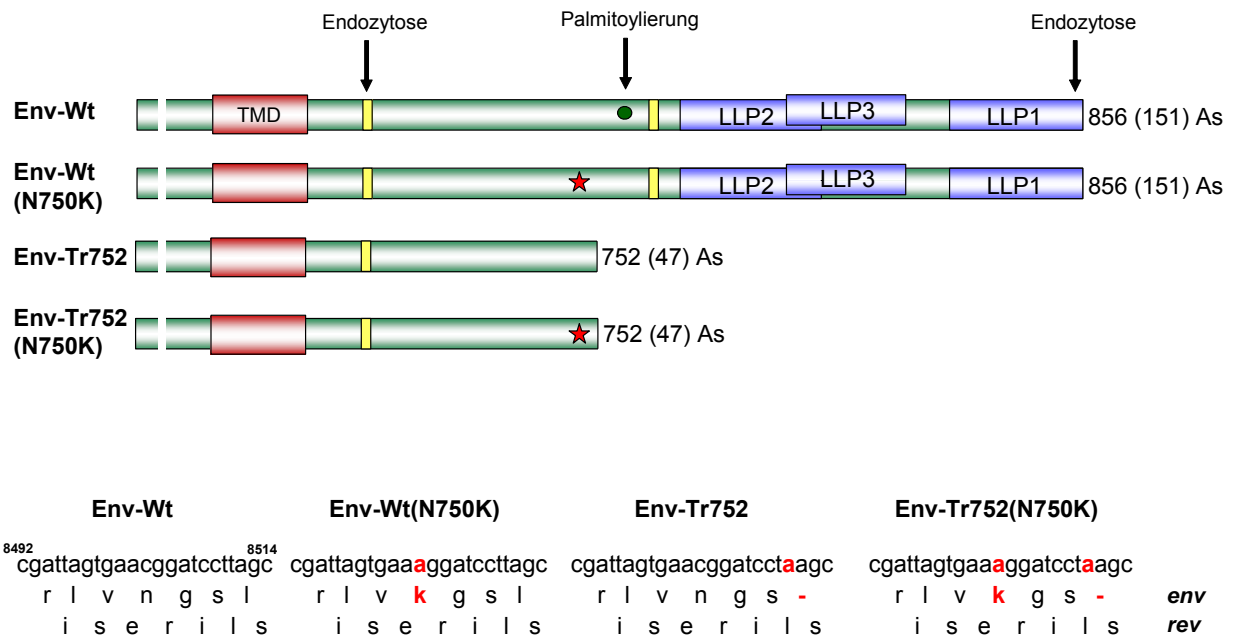 Endozytose Palmitoylierung Endozytose
Env-Wt TMD LLP2 LLP3 LLP1 856 (151) As
Env-Wt
(N750K) LLP2 LLP3 LLP1 856 (151) As
Env-Tr752 752 (47) As
Env-Tr752
(N750K) 752 (47) As
Env-Wt Env-Wt(N750K) Env-Tr752 Env-Tr752(N750K)
8492 8514
cgattagtgaacggatccttagc cgattagtgaaaggatccttagc cgattagtgaacggatcctaagc cgattagtgaaaggatcctaagc
r l v n g s l r l v k g s l r l v n g s - r l v k g s - env
i s e r i l s i s e r i l s i s e r i l s i s e r i l s rev